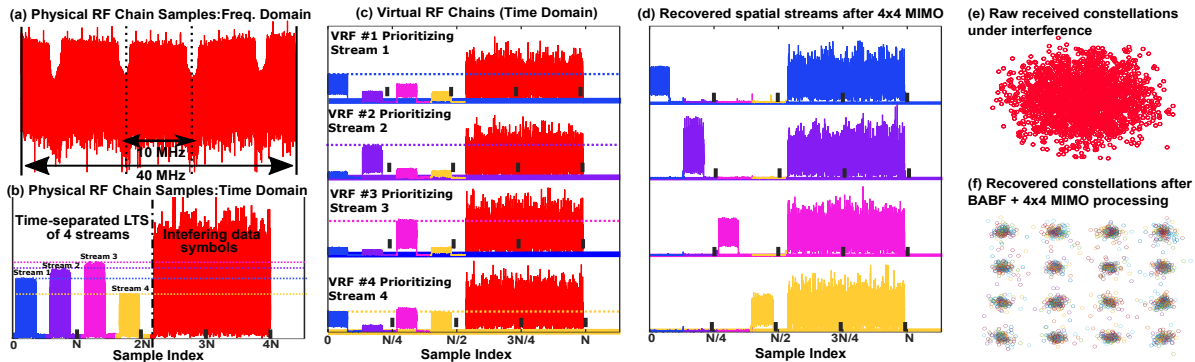 (a) Physical RF Chain Samples:Freq. Domain
10 MHz
40 MHz
(b) Physical RF Chain Samples:Time Domain
Time-separated LTS
of 4 streams
Intefering data
symbols
Stream 1
Stream 2
Stream 3
Stream 4
N
2N
3N
4N
Sample Index
(c) Virtual RF Chains (Time Domain)
VRF #1 Prioritizing
Stream 1
VRF #2 Prioritizing
Stream 2
VRF #3 Prioritizing
Stream 3
VRF #4 Prioritizing
Stream 4
N/4
N/2
3N/4
N
Sample Index
(d) Recovered spatial streams after 4x4 MIMO
N/4
N/2
3N/4
N
Sample Index
(e) Raw received constellations
under interference
(f) Recovered constellations after
BABF + 4x4 MIMO processing